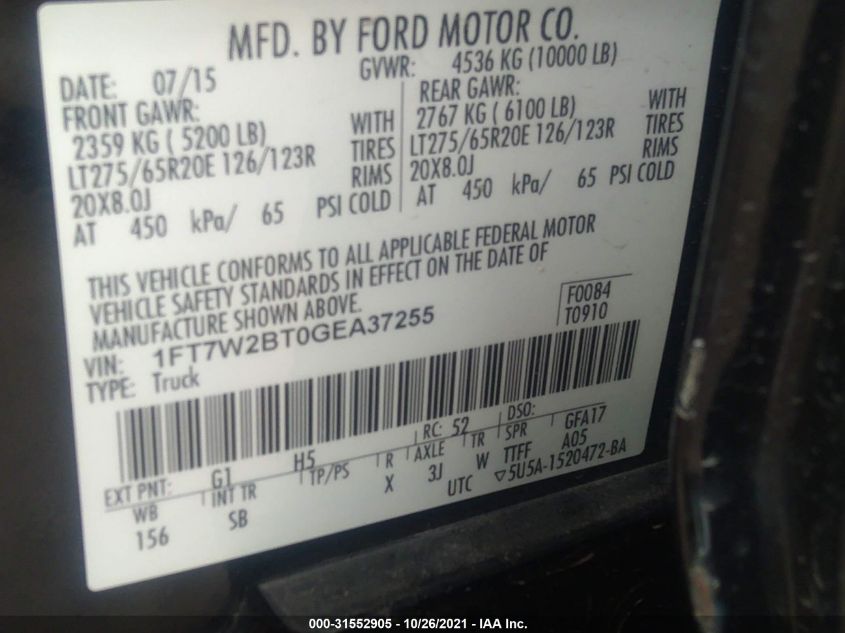 MFD. BY FORD MOTOR CO.
DATE: 07/15 GVWR: 4536 KG (10000 LB)
FRONT GAWR: REAR GAWR:
2359 KG ( 5200 LB) WITH 2767 KG ( 6100 LB) WITH
LT275/65R20E 126/123R TIRES LT275/65R20E 126/123R TIRES
20X8.0J RIMS 20X8.0J RIMS
AT 450 kPa/ 65 PSI COLD AT 450 kPa/ 65 PSI COLD
THIS VEHICLE CONFORMS TO ALL APPLICABLE FEDERAL MOTOR
VEHICLE SAFETY STANDARDS IN EFFECT ON THE DATE OF
MANUFACTURE SHOWN ABOVE.
F0084
T0910
VIN: 1FT7W2BT0GEA37255
TYPE: Truck
EXT PNT: G1 H5 RC: 52 DSO:
WB INT TR TP/PS R AXLE TR SPR GFA17
156 SB X 3J W TTFF A05
UTC ▽5U5A-1520472-BA
000-31552905 - 10/26/2021 - IAA Inc.